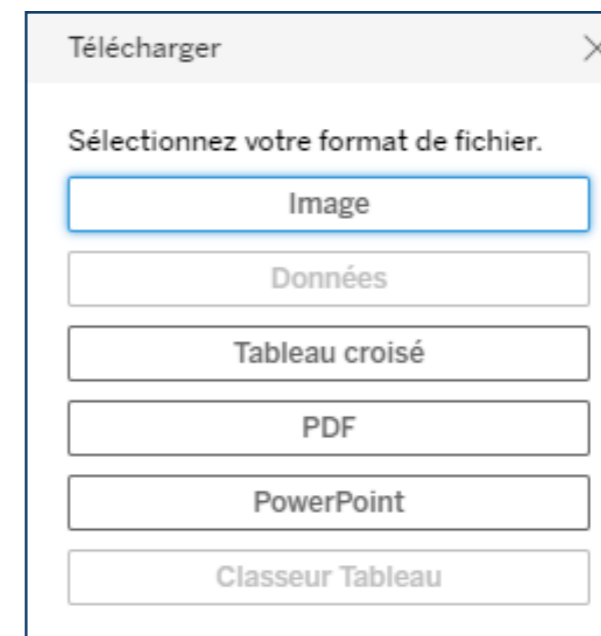 Télécharger
Sélectionnez votre format de fichier.
Image
Données
Tableau croisé
PDF
PowerPoint
Classeur Tableau